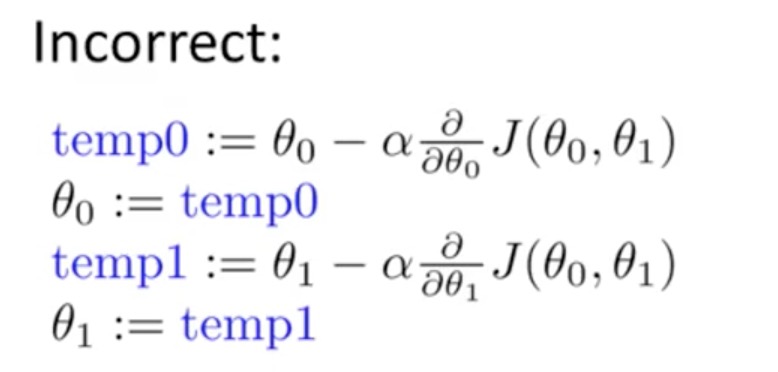 Incorrect:
temp0 := θ₀ − α ∂/∂θ₀ J(θ₀, θ₁)
θ₀ := temp0
temp1 := θ₁ − α ∂/∂θ₁ J(θ₀, θ₁)
θ₁ := temp1